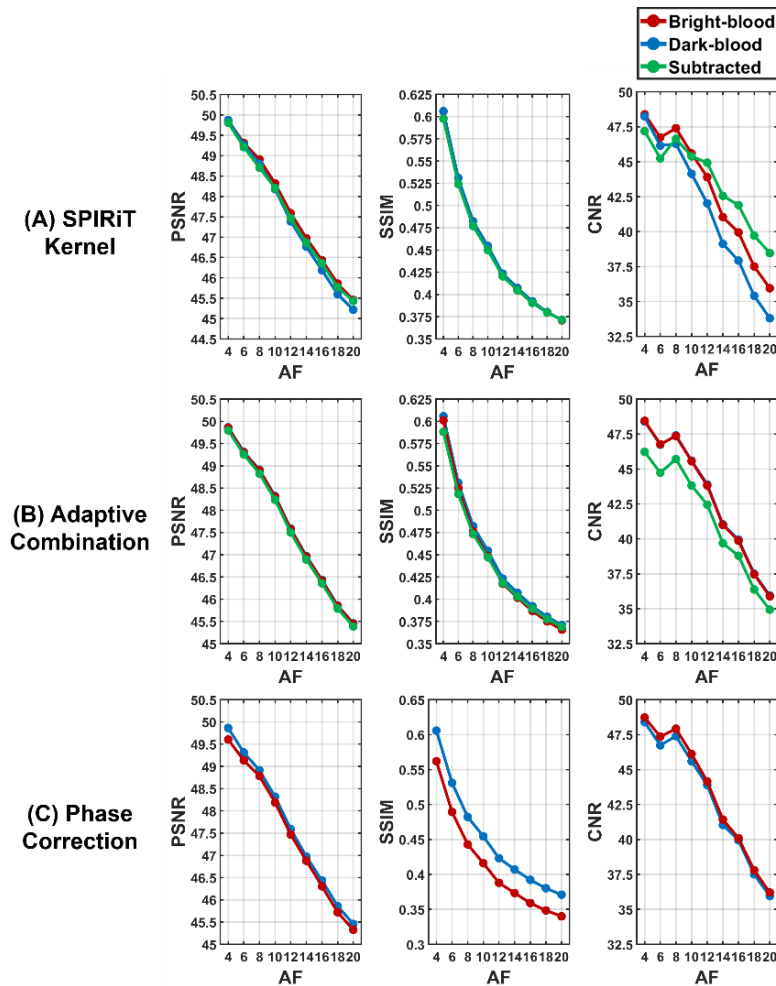 Bright-blood
Dark-blood
Subtracted
(A) SPIRiT
Kernel
PSNR
50.5
50
49.5
49
48.5
48
47.5
47
46.5
46
45.5
45
44.5
4 6 8 10 12 14 16 18 20
AF
SSIM
0.625
0.6
0.575
0.55
0.525
0.5
0.475
0.45
0.425
0.4
0.375
0.35
4 6 8 10 12 14 16 18 20
AF
CNR
50
47.5
45
42.5
40
37.5
35
32.5
4 6 8 10 12 14 16 18 20
AF
(B) Adaptive
Combination
PSNR
50.5
50
49.5
49
48.5
48
47.5
47
46.5
46
45.5
45
4 6 8 10 12 14 16 18 20
AF
SSIM
0.625
0.6
0.575
0.55
0.525
0.5
0.475
0.45
0.425
0.4
0.375
0.35
4 6 8 10 12 14 16 18 20
AF
CNR
50
47.5
45
42.5
40
37.5
35
32.5
4 6 8 10 12 14 16 18 20
AF
(C) Phase
Correction
PSNR
50.5
50
49.5
49
48.5
48
47.5
47
46.5
46
45.5
45
4 6 8 10 12 14 16 18 20
AF
SSIM
0.65
0.6
0.55
0.5
0.45
0.4
0.35
0.3
4 6 8 10 12 14 16 18 20
AF
CNR
50
47.5
45
42.5
40
37.5
35
32.5
4 6 8 10 12 14 16 18 20
AF